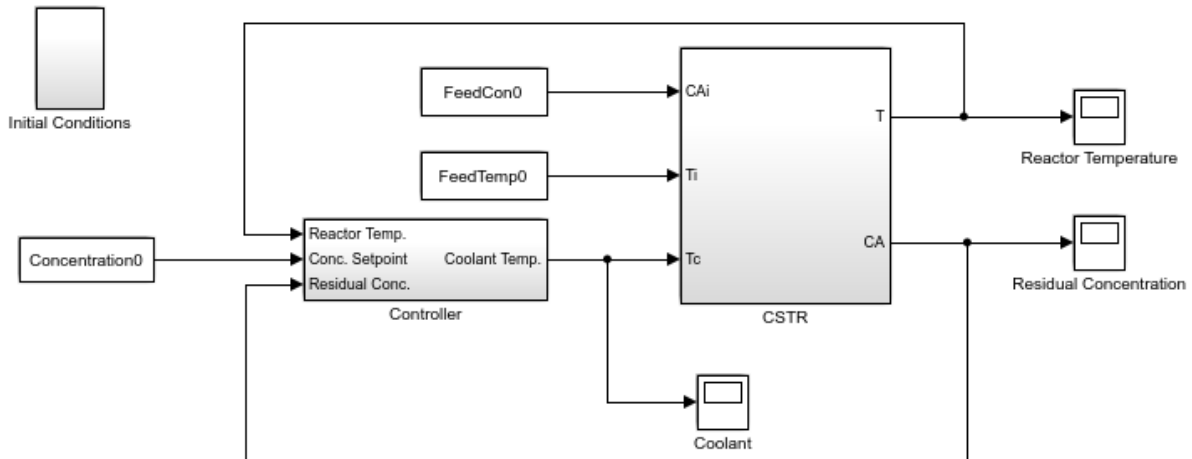 Initial Conditions
FeedCon0
CAi
T
Reactor Temperature
FeedTemp0
Ti
Reactor Temp.
Concentration0
Conc. Setpoint
Coolant Temp.
Residual Conc.
Controller
Tc
CA
CSTR
Residual Concentration
Coolant